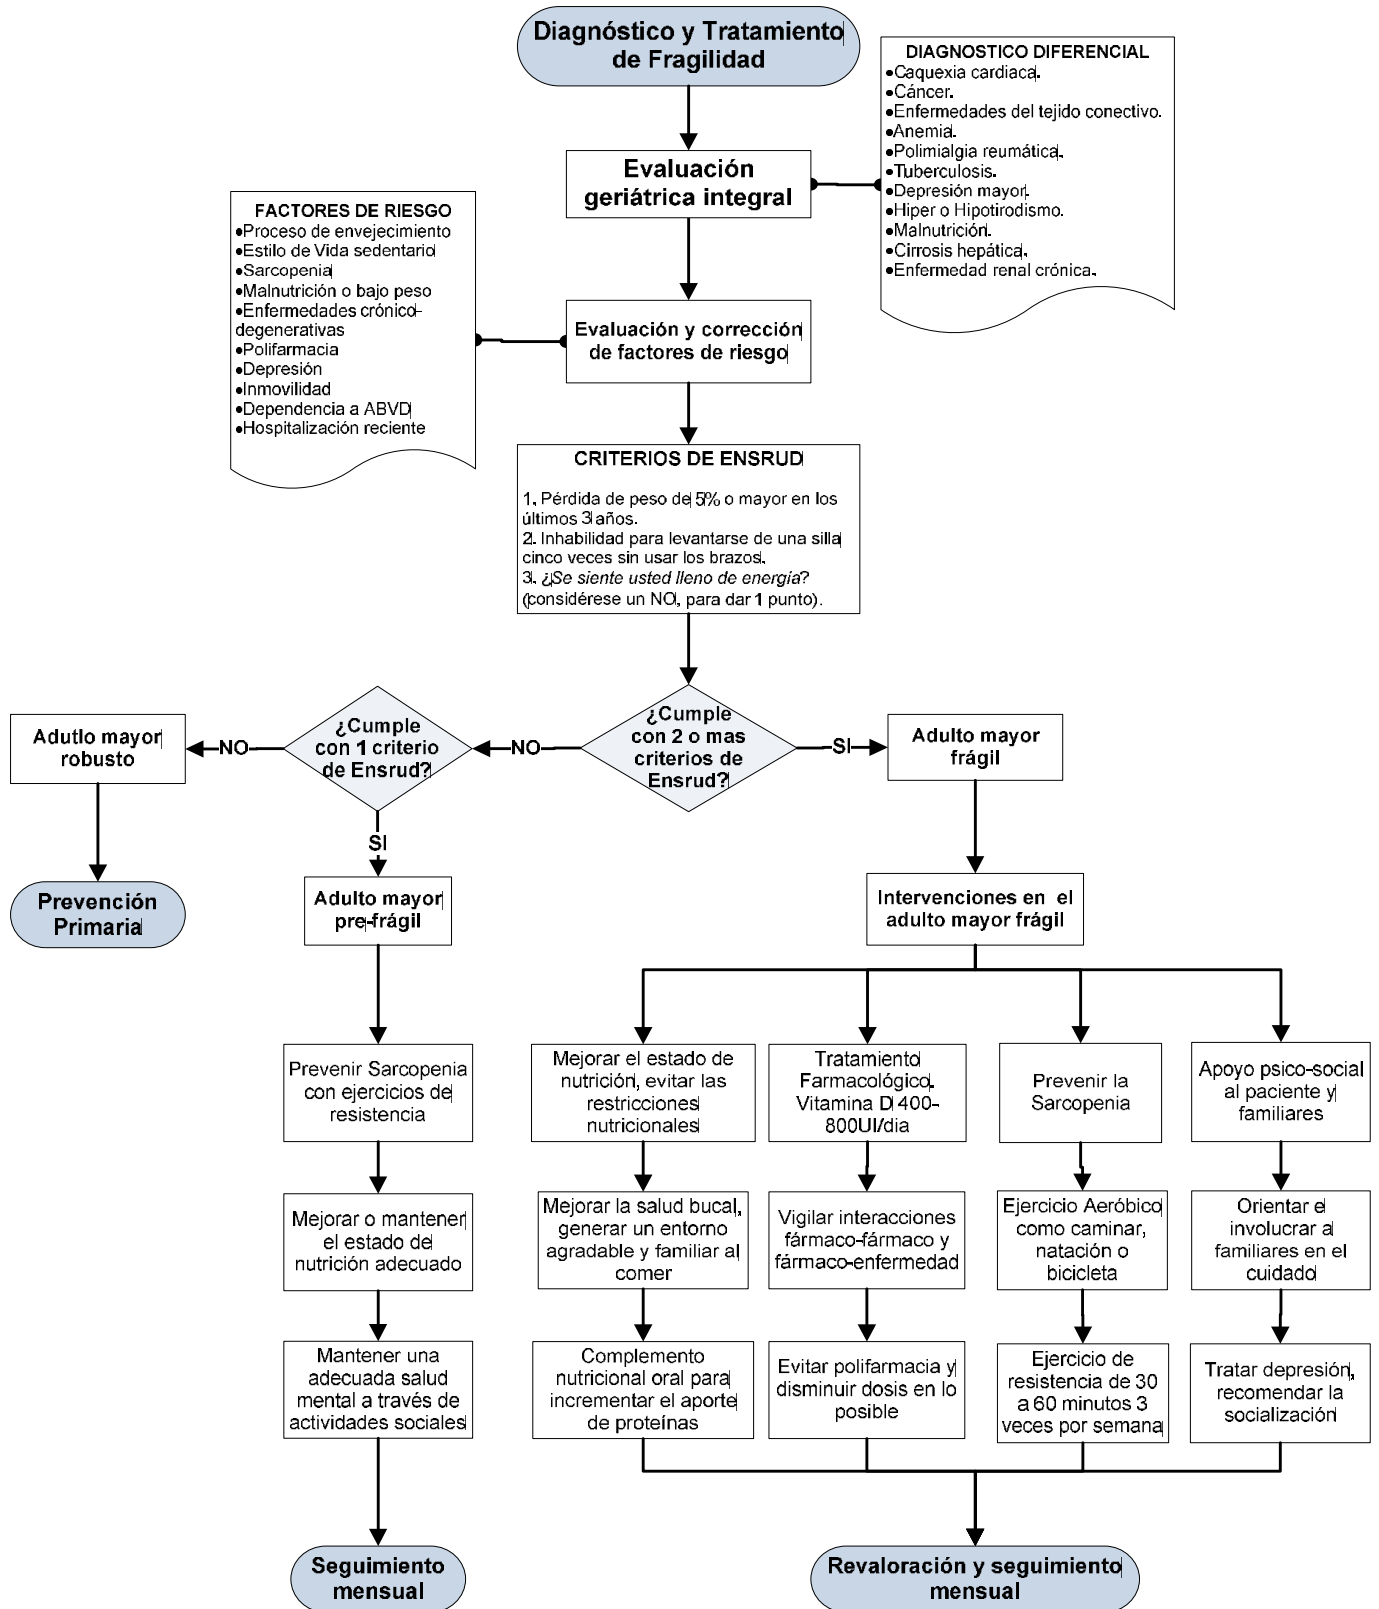 Diagnóstico y Tratamiento
de Fragilidad
DIAGNOSTICO DIFERENCIAL
•Caquexia cardiaca.
•Cáncer.
•Enfermedades del tejido conectivo.
•Anemia.
•Polimialgia reumática.
•Tuberculosis.
•Depresión mayor.
•Hiper o Hipotirodismo.
•Malnutrición.
•Cirrosis hepática.
•Enfermedad renal crónica.
Evaluación
geriátrica integral
FACTORES DE RIESGO
•Proceso de envejecimiento
•Estilo de Vida sedentario
•Sarcopenia
•Malnutrición o bajo peso
•Enfermedades crónico-
degenerativas
•Polifarmacia
•Depresión
•Inmovilidad
•Dependencia a ABVD
•Hospitalización reciente
Evaluación y corrección
de factores de riesgo
CRITERIOS DE ENSRUD
1. Pérdida de peso de 5% o mayor en los
últimos 3 años.
2. Inhabilidad para levantarse de una silla
cinco veces sin usar los brazos.
3. ¿Se siente usted lleno de energía?
(considérese un NO, para dar 1 punto).
Adutlo mayor
robusto
NO
¿Cumple
con 1 criterio
de Ensrud?
NO
¿Cumple
con 2 o mas
criterios de
Ensrud?
SI
Adulto mayor
frágil
SI
Prevención
Primaria
Adulto mayor
pre-frágil
Intervenciones en el
adulto mayor frágil
Prevenir Sarcopenia
con ejercicios de
resistencia
Mejorar el estado de
nutrición, evitar las
restricciones
nutricionales
Tratamiento
Farmacológico.
Vitamina D 400-
800UI/dia
Prevenir la
Sarcopenia
Apoyo psico-social
al paciente y
familiares
Mejorar o mantener
el estado de
nutrición adecuado
Mejorar la salud bucal,
generar un entorno
agradable y familiar al
comer
Vigilar interacciones
fármaco-fármaco y
fármaco-enfermedad
Ejercicio Aeróbico
como caminar,
natación o
bicicleta
Orientar e
involucrar a
familiares en el
cuidado
Mantener una
adecuada salud
mental a través de
actividades sociales
Complemento
nutricional oral para
incrementar el aporte
de proteínas
Evitar polifarmacia y
disminuir dosis en lo
posible
Ejercicio de
resistencia de 30
a 60 minutos 3
veces por semana
Tratar depresión,
recomendar la
socialización
Seguimiento
mensual
Revaloración y seguimiento
mensual